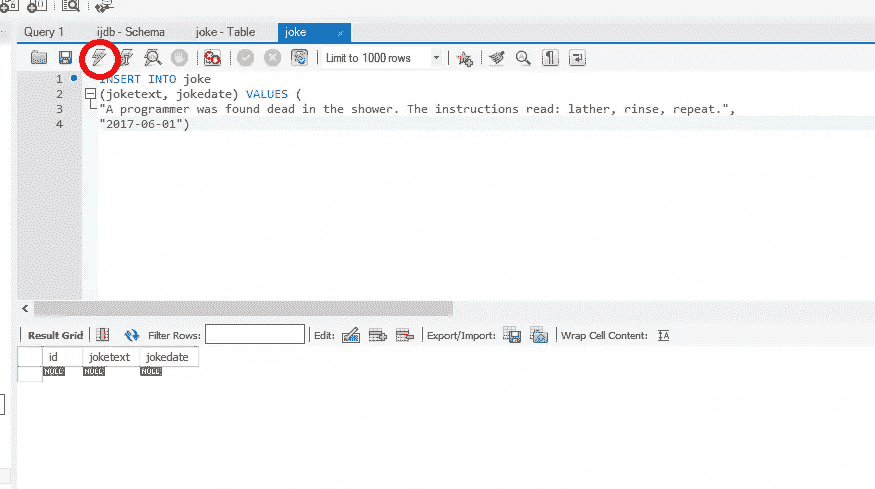 Query 1 ijdb - Schema joke - Table joke ×
Limit to 1000 rows
1 INSERT INTO joke
2 (joketext, jokedate) VALUES (
3 "A programmer was found dead in the shower. The instructions read: lather, rinse, repeat.",
4 "2017-06-01")
Result Grid Filter Rows: Edit: Export/Import: Wrap Cell Content: IA
id joketext jokedate
NULL NULL NULL